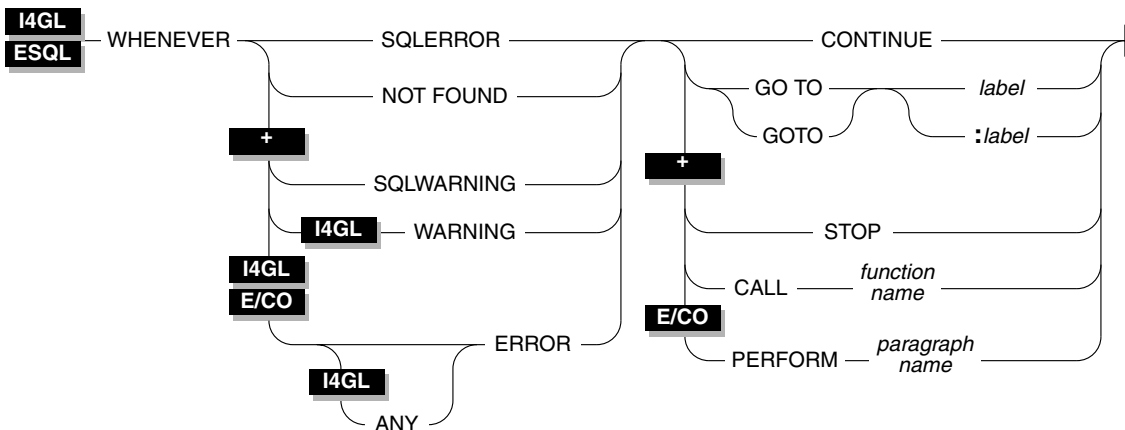 I4GL
ESQL
WHENEVER
SQLERROR
CONTINUE
NOT FOUND
GO TO
label
GOTO
:label
+
+
SQLWARNING
I4GL
WARNING
STOP
I4GL
E/CO
CALL
function
name
E/CO
ERROR
PERFORM
paragraph
name
I4GL
ANY